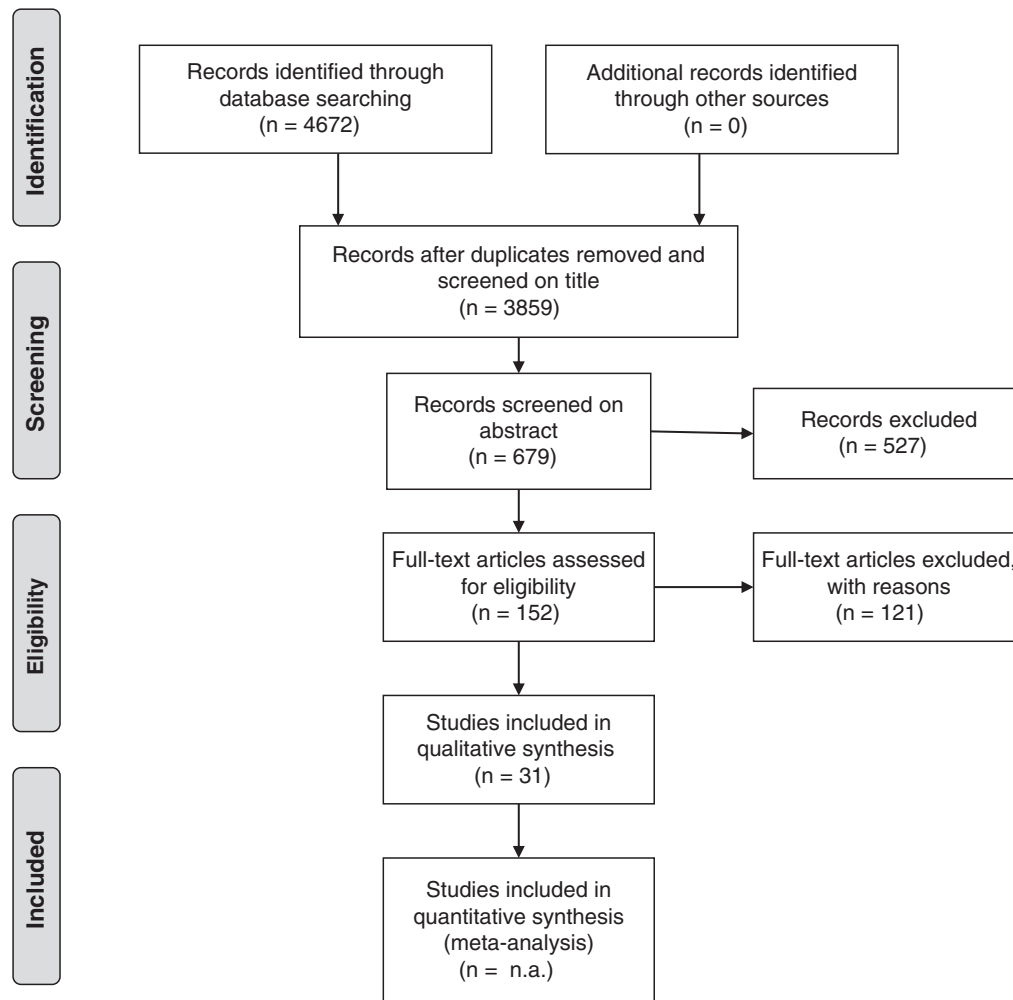 Identification
Records identified through
database searching
(n = 4672)
Additional records identified
through other sources
(n = 0)
Records after duplicates removed and
screened on title
(n = 3859)
Screening
Records screened on
abstract
(n = 679)
Records excluded
(n = 527)
Eligibility
Full-text articles assessed
for eligibility
(n = 152)
Full-text articles excluded,
with reasons
(n = 121)
Studies included in
qualitative synthesis
(n = 31)
Included
Studies included in
quantitative synthesis
(meta-analysis)
(n = n.a.)